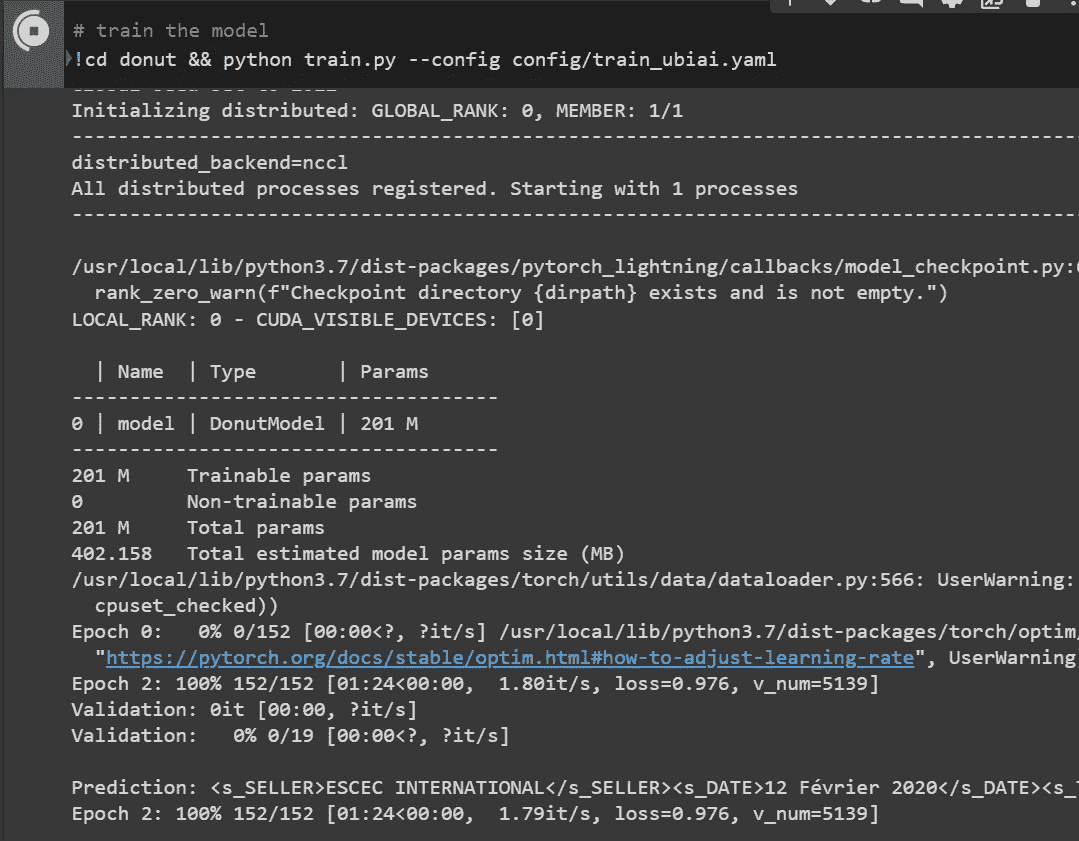 # train the model
!cd donut && python train.py --config config/train_ubiai.yaml
Initializing distributed: GLOBAL_RANK: 0, MEMBER: 1/1
----------------------------------------------------------------------------------------
distributed_backend=nccl
All distributed processes registered. Starting with 1 processes
----------------------------------------------------------------------------------------
/usr/local/lib/python3.7/dist-packages/pytorch_lightning/callbacks/model_checkpoint.py:
rank_zero_warn(f"Checkpoint directory {dirpath} exists and is not empty.")
LOCAL_RANK: 0 - CUDA_VISIBLE_DEVICES: [0]
| Name | Type | Params
-------------------------------------
0 | model | DonutModel | 201 M
-------------------------------------
201 M Trainable params
0 Non-trainable params
201 M Total params
402.158 Total estimated model params size (MB)
/usr/local/lib/python3.7/dist-packages/torch/utils/data/dataloader.py:566: UserWarning:
cpuset_checked))
Epoch 0: 0% 0/152 [00:00<?, ?it/s] /usr/local/lib/python3.7/dist-packages/torch/optim/
"https://pytorch.org/docs/stable/optim.html#how-to-adjust-learning-rate", UserWarning
Epoch 2: 100% 152/152 [01:24<00:00, 1.80it/s, loss=0.976, v_num=5139]
Validation: 0it [00:00, ?it/s]
Validation: 0% 0/19 [00:00<?, ?it/s]
Prediction: <s_SELLER>ESCEC INTERNATIONAL</s_SELLER><s_DATE>12 Février 2020</s_DATE><s_
Epoch 2: 100% 152/152 [01:24<00:00, 1.79it/s, loss=0.976, v_num=5139]